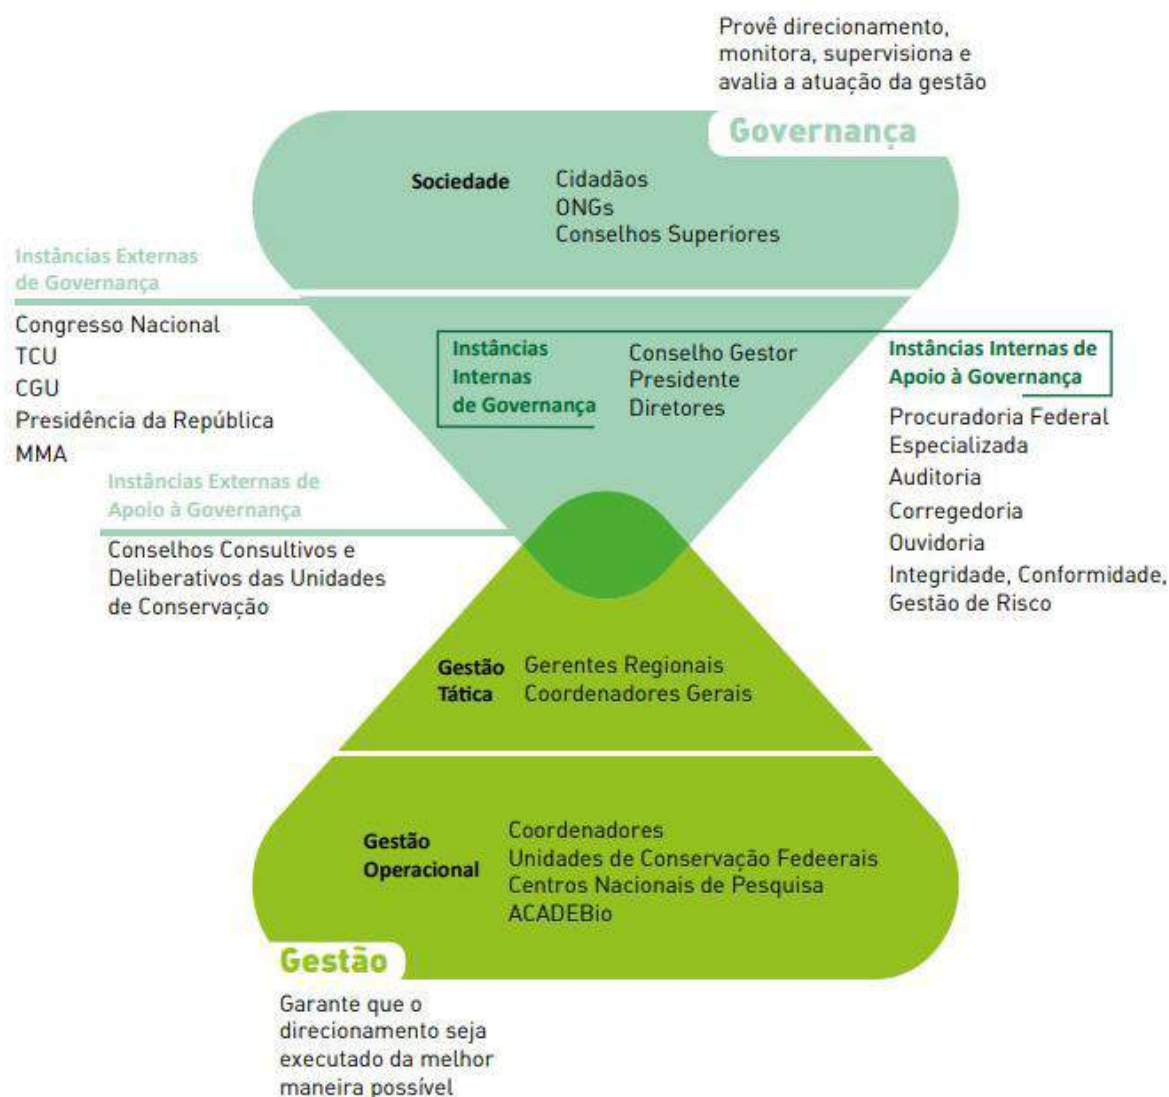 Provê direcionamento,
monitora, supervisiona e
avalia a atuação da gestão
Governança
Sociedade
Cidadãos
ONGs
Conselhos Superiores
Instâncias Externas
de Governança
Congresso Nacional
TCU
CGU
Presidência da República
MMA
Instâncias
Internas
de Governança
Conselho Gestor
Presidente
Diretores
Instâncias Internas de
Apoio à Governança
Procuradoria Federal
Especializada
Auditoria
Corregedoria
Ouvidoria
Integridade, Conformidade,
Gestão de Risco
Instâncias Externas de
Apoio à Governança
Conselhos Consultivos e
Deliberativos das Unidades
de Conservação
Gestão
Tática
Gerentes Regionais
Coordenadores Gerais
Gestão
Operacional
Coordenadores
Unidades de Conservação Fedeerais
Centros Nacionais de Pesquisa
ACADEBio
Gestão
Garante que o
direcionamento seja
executado da melhor
maneira possível